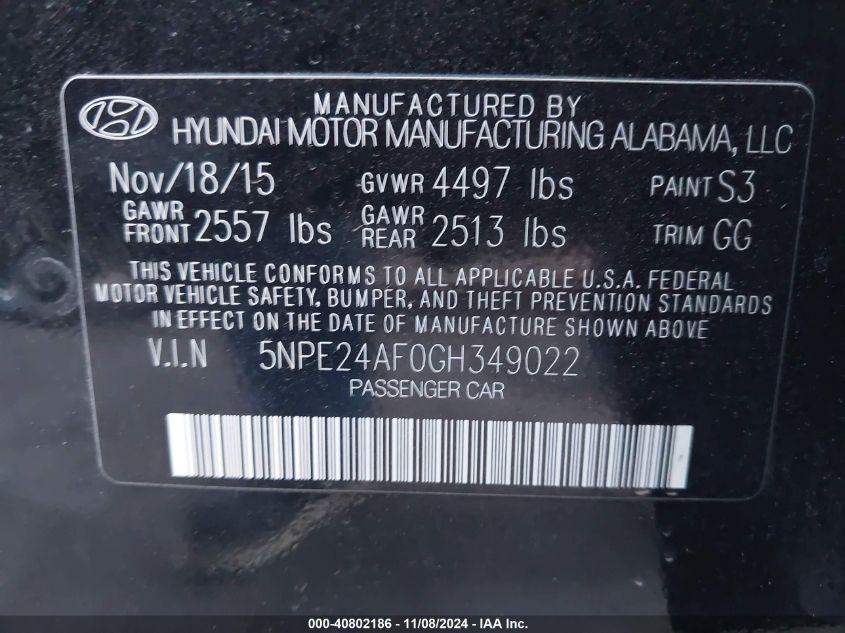 MANUFACTURED BY
HYUNDAI MOTOR MANUFACTURING ALABAMA, LLC
Nov/18/15 GVWR 4497 lbs PAINT S3
GAWR FRONT 2557 lbs GAWR REAR 2513 lbs TRIM GG
THIS VEHICLE CONFORMS TO ALL APPLICABLE U.S.A. FEDERAL
MOTOR VEHICLE SAFETY, BUMPER, AND THEFT PREVENTION STANDARDS
IN EFFECT ON THE DATE OF MANUFACTURE SHOWN ABOVE
V.I.N 5NPE24AF0GH349022
PASSENGER CAR
000-40802186 - 11/08/2024 - IAA Inc.